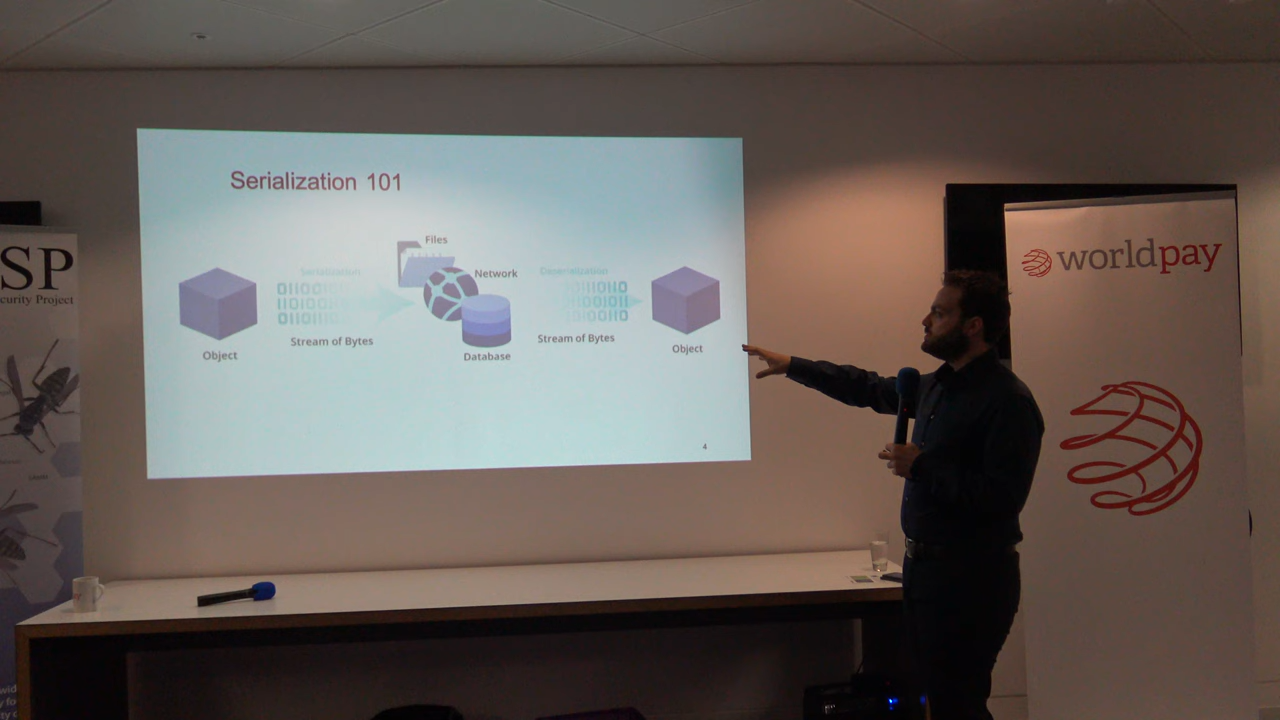 Serialization 101
Files
Serialization
Network
Deserialization
Object
Stream of Bytes
Database
Stream of Bytes
Object
4
SP
curity Project
worldpay